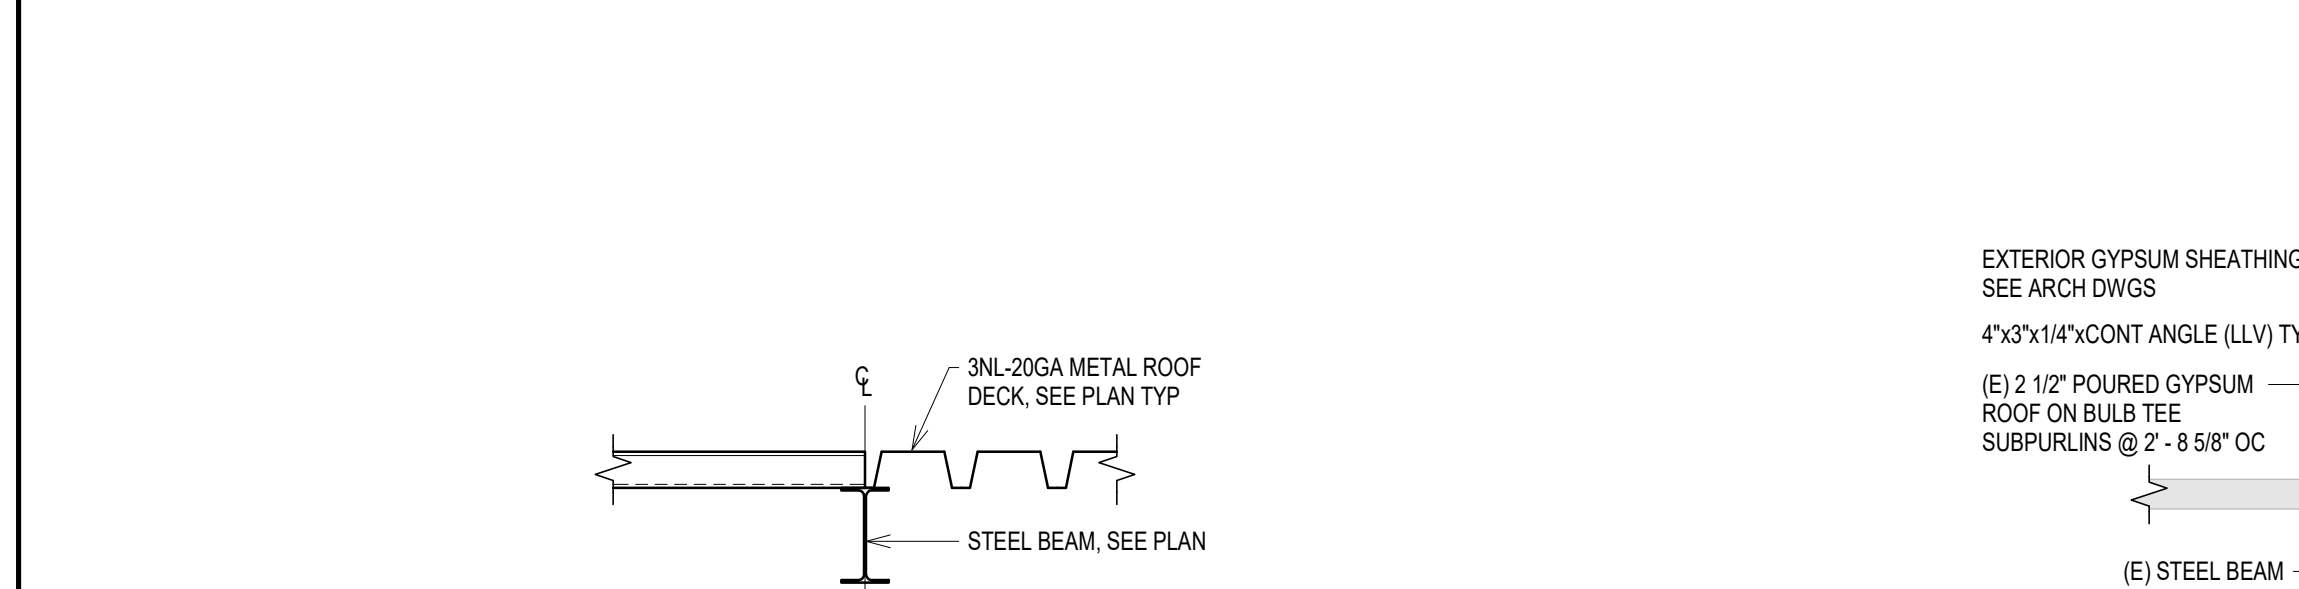 EXTERIOR GYPSUM SHEATHING
SEE ARCH DWGS
4"x3"x1/4"xCONT ANGLE (LLV)
(E) 2 1/2" POURED GYPSUM
ROOF ON BULB TEE
SUBPURLINS @ 2' - 8 5/8" OC
(E) STEEL BEAM
CL
3NL-20GA METAL ROOF
DECK, SEE PLAN TYP
STEEL BEAM, SEE PLAN